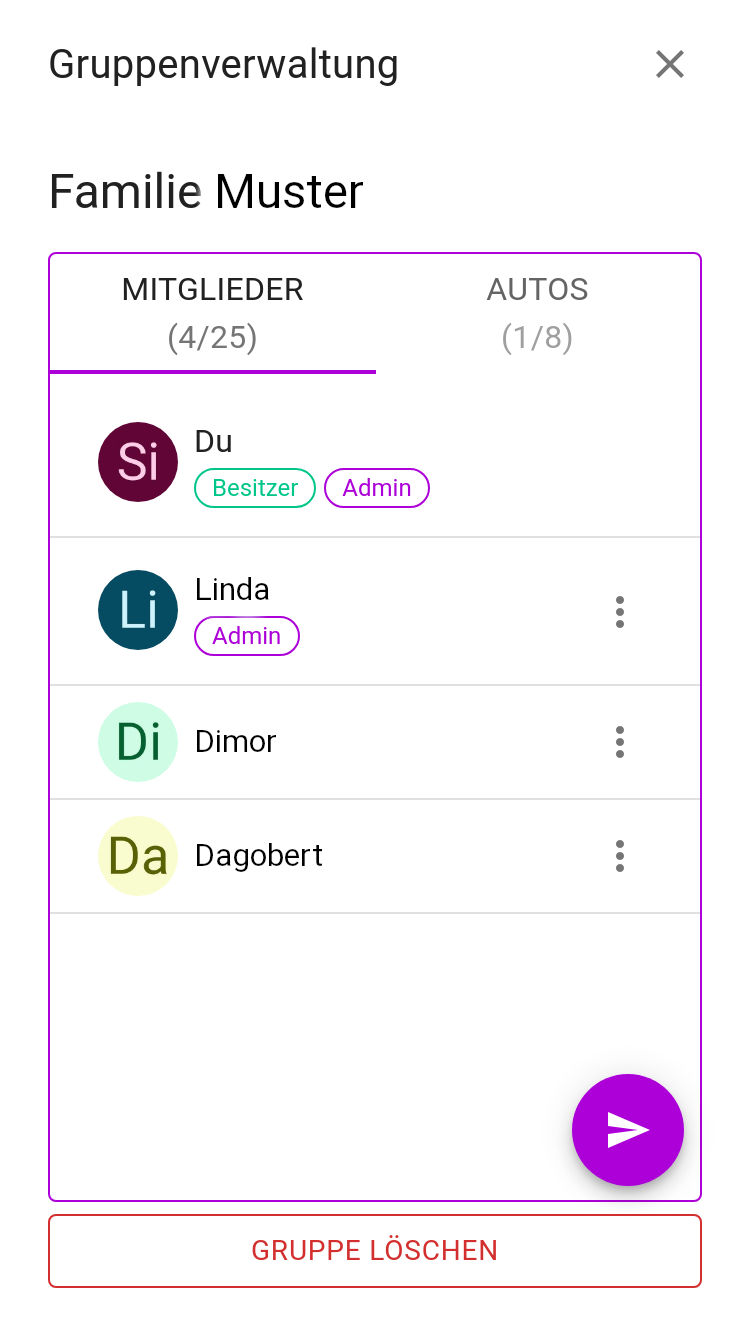 Gruppenverwaltung
Familie Muster
MITGLIEDER
(4/25)
AUTOS
(1/8)
Si
Du
Besitzer Admin
Li
Linda
Admin
Di
Dimor
Da
Dagobert
GRUPPE LÖSCHEN